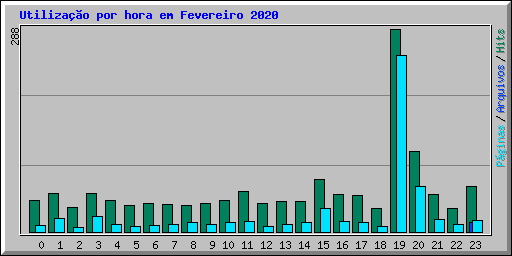 Utilização por hora em Fevereiro 2020
288
Páginas / Arquivos / Hits
0 1 2 3 4 5 6 7 8 9 10 11 12 13 14 15 16 17 18 19 20 21 22 23